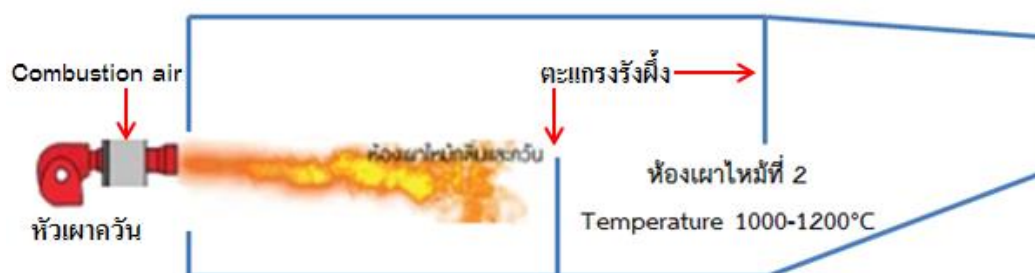 Combustion air
ตะแกรงรังผึ้ง
ห้องเผาไหม้กลิ่นและควัน
ห้องเผาไหม้ที่ 2
หัวเผาควัน
Temperature 1000-1200°C